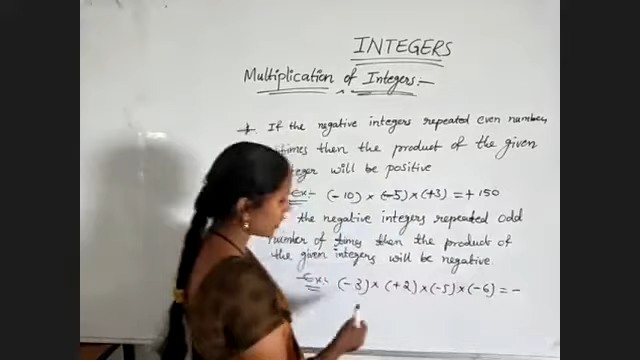 INTEGERS
Multiplication of Integers:-
* If the negative integers repeated even number
times then the product of the given
teger will be positive
Ex:- (-10) × (-5) × (+3) = + 150
the negative integers repeated odd
number of times then the product of
the given integers will be negative.
Ex:- (-3) × (+2) × (-5) × (-6) = -